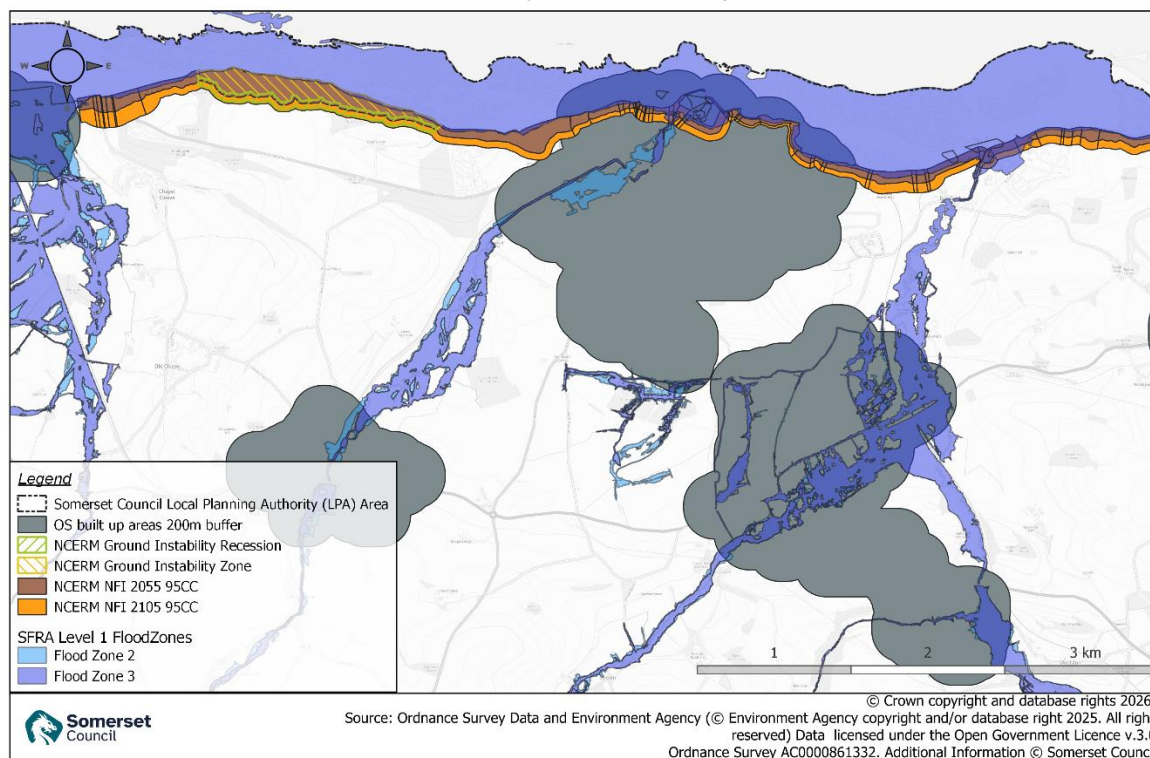 N
W
E
Chapel
Cleeve
Old Cleeve
Legend
Somerset Council Local Planning Authority (LPA) Area
OS built up areas 200m buffer
NCERM Ground Instability Recession
NCERM Ground Instability Zone
NCERM NFI 2055 95CC
NCERM NFI 2105 95CC
SFRA Level 1 FloodZones
Flood Zone 2
Flood Zone 3
1
2
3 km
Somerset
Council
© Crown copyright and database rights 2026
Source: Ordnance Survey Data and Environment Agency (© Environment Agency copyright and/or database right 2025. All righ
reserved) Data licensed under the Open Government Licence v.3.
Ordnance Survey AC0000861332. Additional Information © Somerset Counc